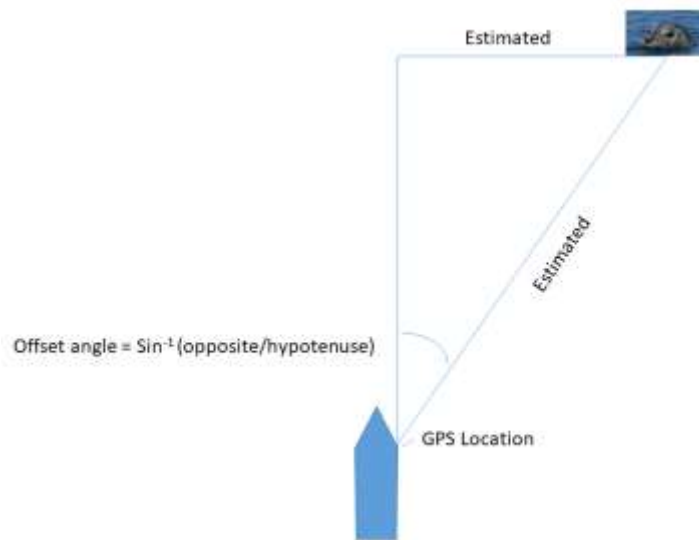 Estimated
Estimated
Offset angle = Sin⁻¹ (opposite/hypotenuse)
GPS Location